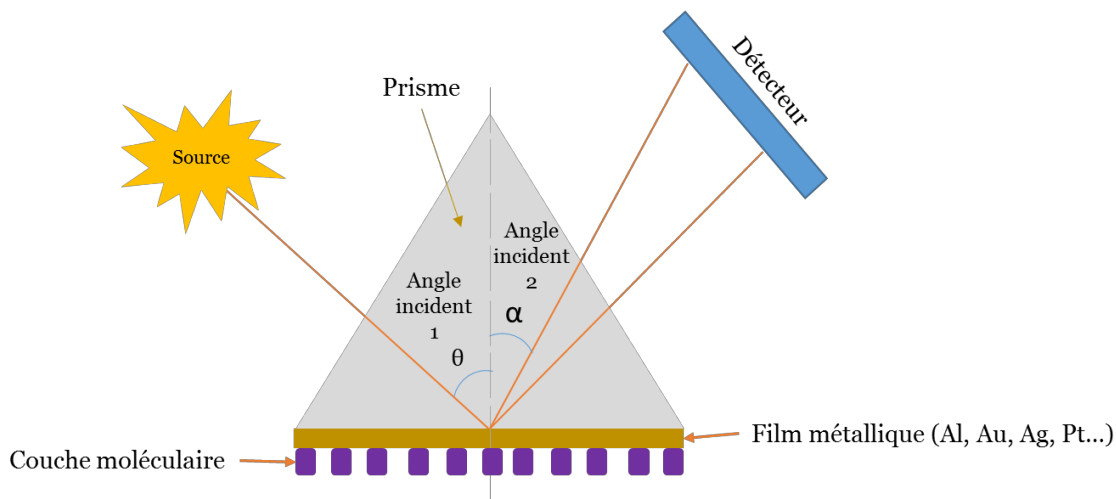 Détecteur
Prisme
Source
Angle
incident
2
Angle
incident
1
α
θ
Film métallique (Al, Au, Ag, Pt...)
Couche moléculaire